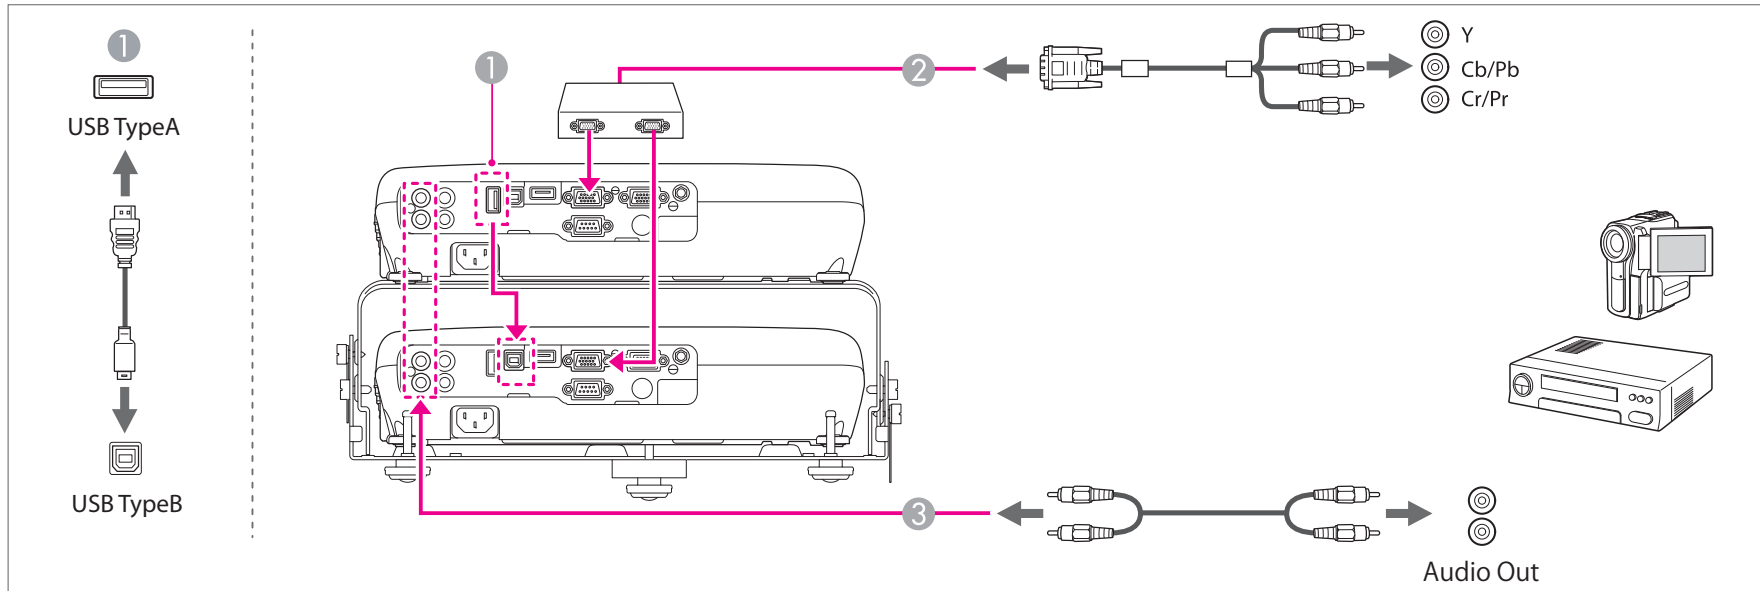 1
USB TypeA
USB TypeB
1
2
Y
Cb/Pb
Cr/Pr
3
Audio Out